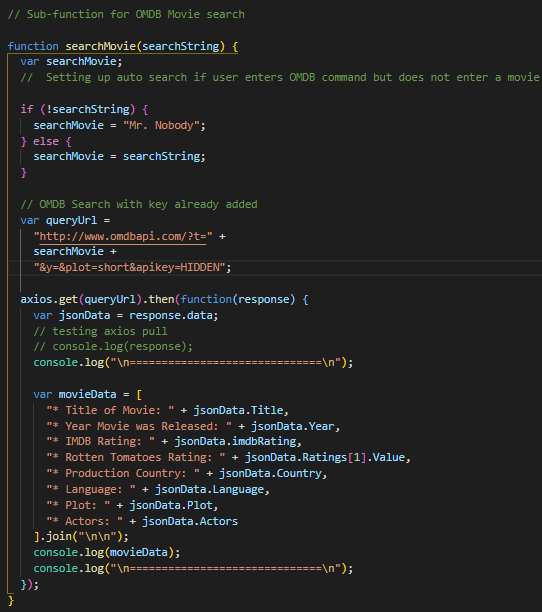 // Sub-function for OMDB Movie search
function searchMovie(searchString) {
var searchMovie;
//  Setting up auto search if user enters OMDB command but does not enter a movie
if (!searchString) {
searchMovie = "Mr. Nobody";
} else {
searchMovie = searchString;
}
// OMDB Search with key already added
var queryUrl =
"http://www.omdbapi.com/?t=" +
searchMovie +
"&y=&plot=short&apikey=HIDDEN";
axios.get(queryUrl).then(function(response) {
var jsonData = response.data;
// testing axios pull
// console.log(response);
console.log("\n==============================\n");
var movieData = [
"* Title of Movie: " + jsonData.Title,
"* Year Movie was Released: " + jsonData.Year,
"* IMDB Rating: " + jsonData.imdbRating,
"* Rotten Tomatoes Rating: " + jsonData.Ratings[1].Value,
"* Production Country: " + jsonData.Country,
"* Language: " + jsonData.Language,
"* Plot: " + jsonData.Plot,
"* Actors: " + jsonData.Actors
].join("\n\n");
console.log(movieData);
console.log("\n==============================\n");
});
}